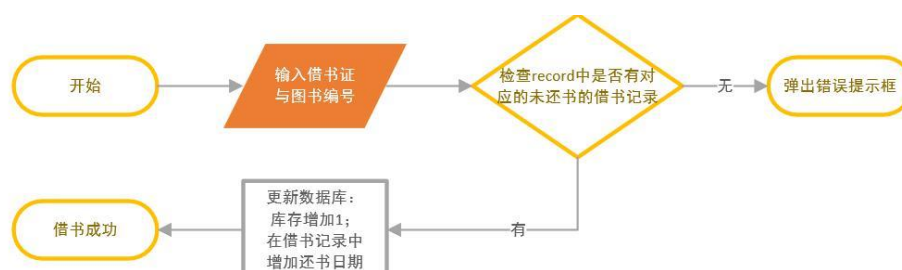 开始
输入借书证
与图书编号
检查record中是否有对
应的未还书的借书记录
无
弹出错误提示框
有
更新数据库：
库存增加1；
在借书记录中
增加还书日期
借书成功